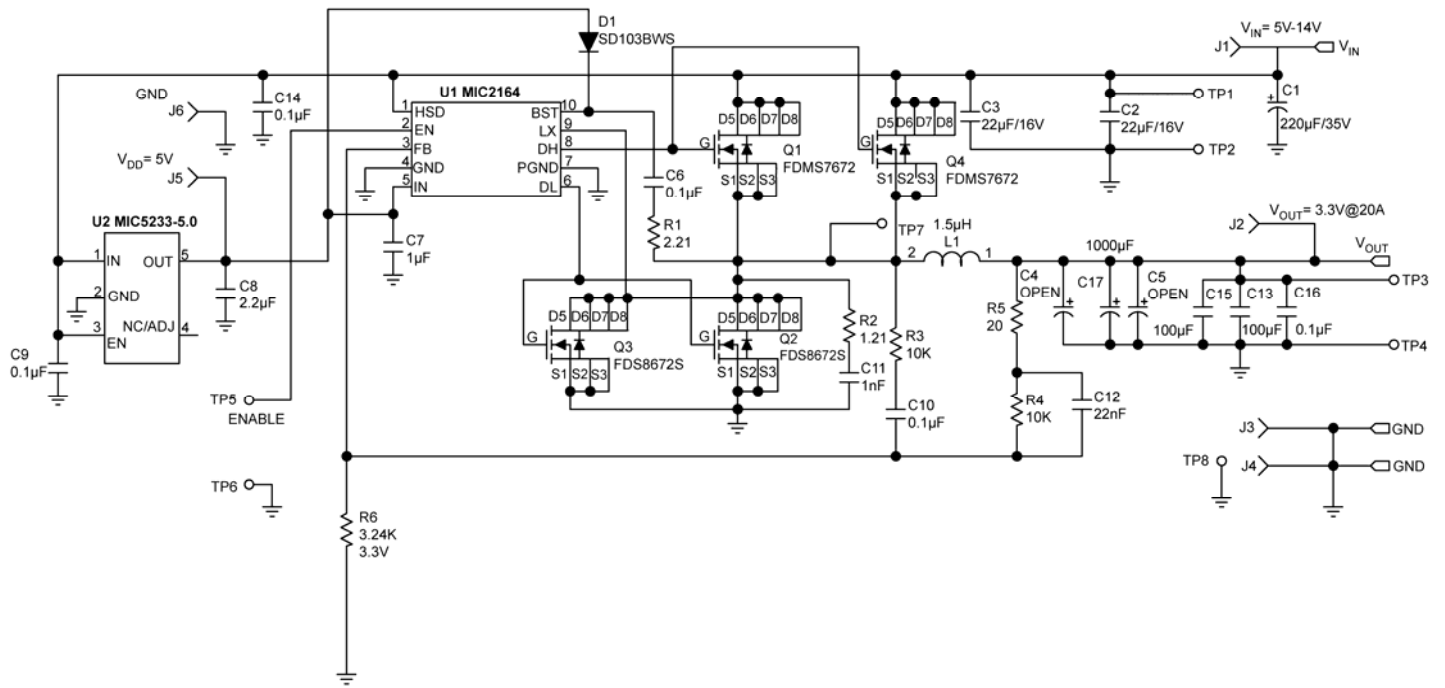 D1
SD103BWS
V_IN = 5V-14V
J1
V_IN
GND
J6
C14
0.1µF
U1 MIC2164
1 HSD
2 EN
3 FB
4 GND
5 IN
BST 10
LX 9
DH 8
PGND 7
DL 6
D5 D6 D7 D8
G
S1 S2 S3
Q1
FDMS7672
D5 D6 D7 D8
G
S1 S2 S3
Q4
FDMS7672
C3
22µF/16V
C2
22µF/16V
TP1
TP2
C1
+
220µF/35V
V_DD = 5V
J5
U2 MIC5233-5.0
1 IN
2 GND
3 EN
OUT 5
NC/ADJ 4
C8
2.2µF
C7
1µF
C6
0.1µF
R1
2.21
TP7
1.5µH
2 L1 1
J2
V_OUT = 3.3V@20A
V_OUT
C9
0.1µF
TP5
ENABLE
TP6
D5 D6 D7 D8
G
S1 S2 S3
Q3
FDS8672S
D5 D6 D7 D8
G
S1 S2 S3
Q2
FDS8672S
R2
1.21
C11
1nF
R3
10K
C10
0.1µF
R5
20
R4
10K
C12
22nF
C4
OPEN
+
1000µF
C17
+
C5
OPEN
+
C15
100µF
C13
100µF
C16
0.1µF
TP3
TP4
J3
GND
J4
GND
TP8
R6
3.24K
3.3V